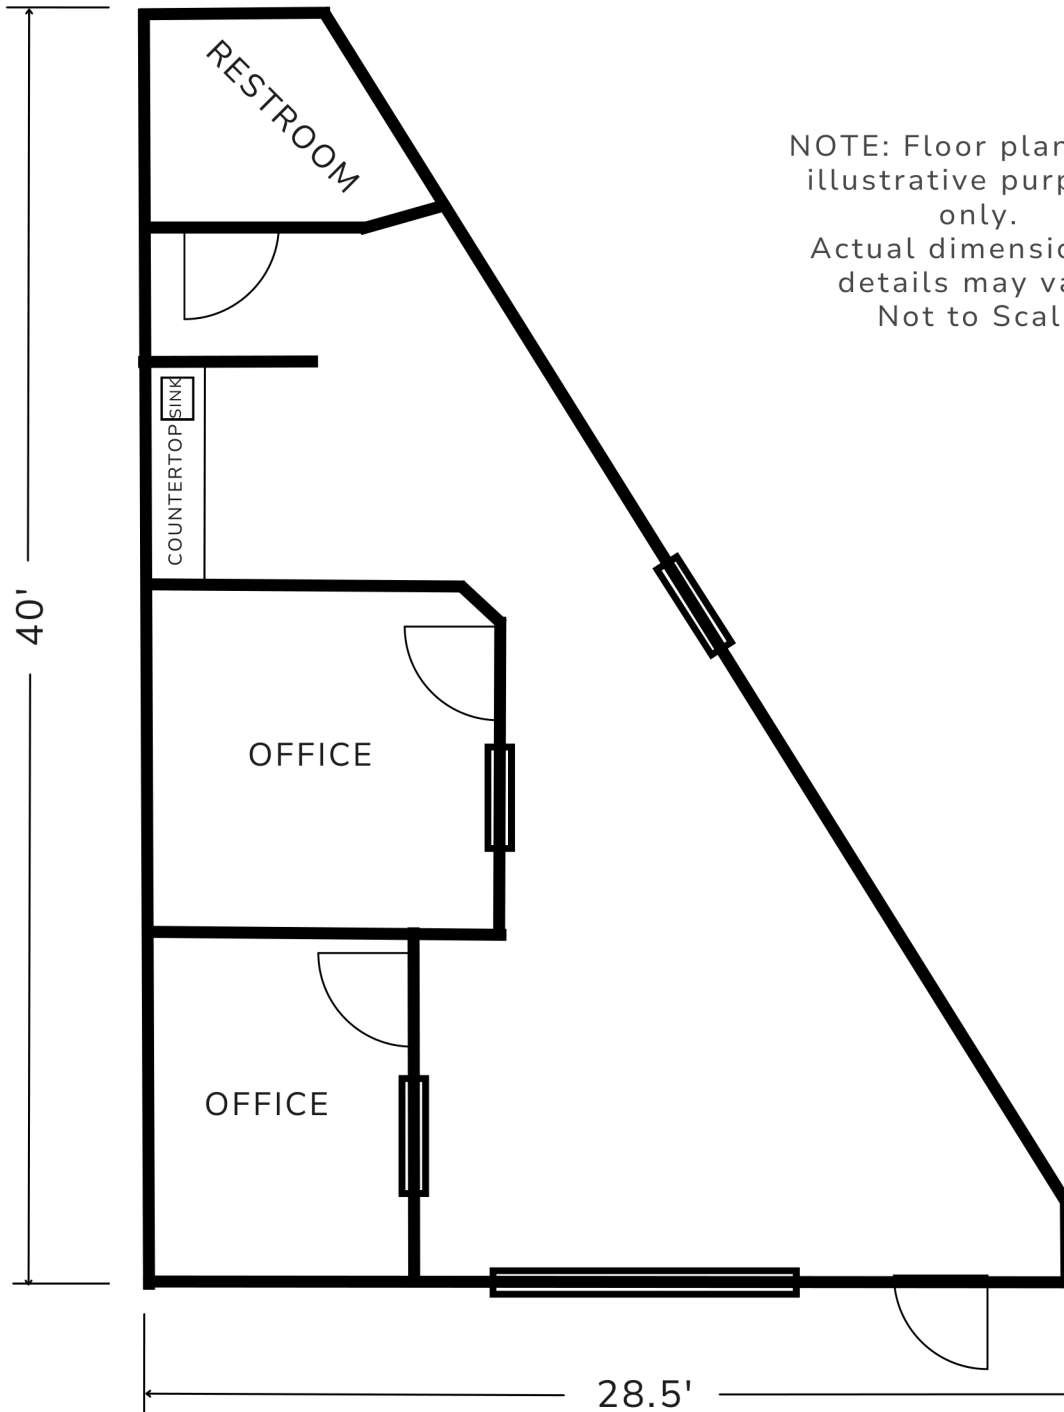 RESTROOM
NOTE: Floor plan
illustrative purp
only.
Actual dimensio
details may va
Not to Scal
SINK
COUNTERTOP
40'
OFFICE
OFFICE
28.5'